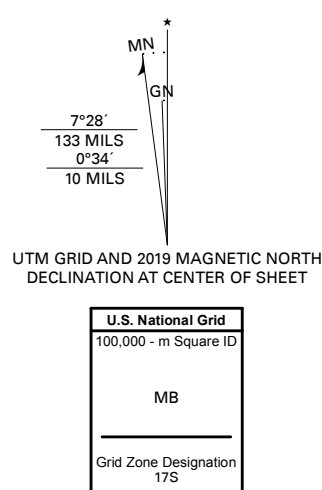 ★
MN
GN
7°28´
133 MILS
0°34´
10 MILS
UTM GRID AND 2019 MAGNETIC NORTH
DECLINATION AT CENTER OF SHEET
U.S. National Grid
100,000 - m Square ID
MB
Grid Zone Designation
17S